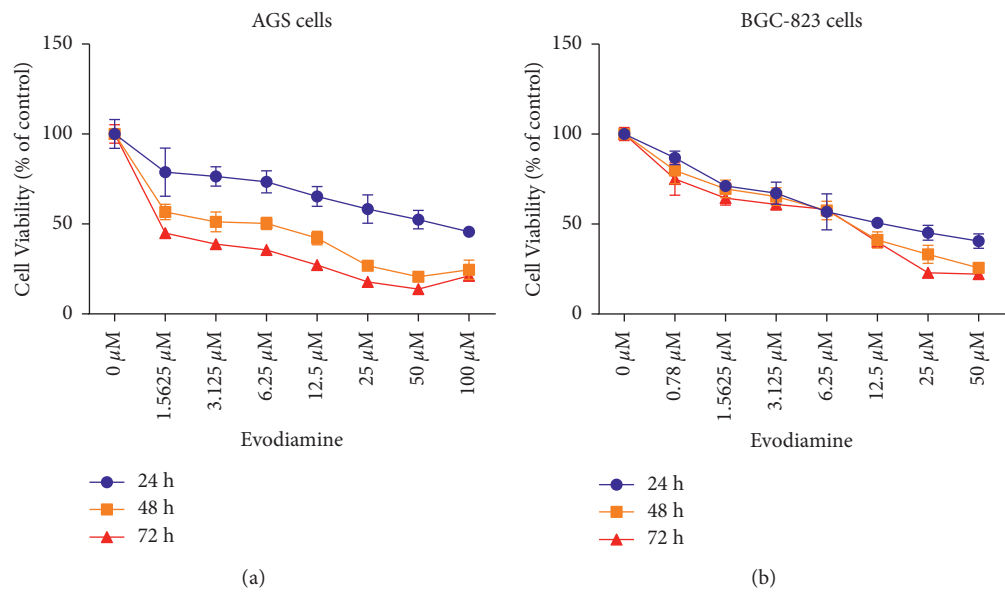 AGS cells
Cell Viability (% of control)
150
100
50
0
0 µM
1.5625 µM
3.125 µM
6.25 µM
12.5 µM
25 µM
50 µM
100 µM
Evodiamine
24 h
48 h
72 h
(a)
BGC-823 cells
Cell Viability (% of control)
150
100
50
0
0 µM
0.78 µM
1.5625 µM
3.125 µM
6.25 µM
12.5 µM
25 µM
50 µM
Evodiamine
24 h
48 h
72 h
(b)